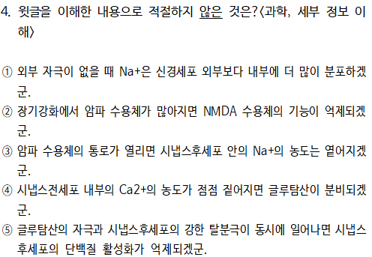 4. 윗글을 이해한 내용으로 적절하지 않은 것은?<과학, 세부 정보 이
해>
① 외부 자극이 없을 때 Na+은 신경세포 외부보다 내부에 더 많이 분포하겠
군.
② 장기강화에서 암파 수용체가 많아지면 NMDA 수용체의 기능이 억제되겠
군.
③ 암파 수용체의 통로가 열리면 시냅스후세포 안의 Na+의 농도는 옅어지겠
군.
④ 시냅스전세포 내부의 Ca2+의 농도가 점점 짙어지면 글루탐산이 분비되겠
군.
⑤ 글루탐산의 자극과 시냅스후세포의 강한 탈분극이 동시에 일어나면 시냅스
후세포의 단백질 활성화가 억제되겠군.